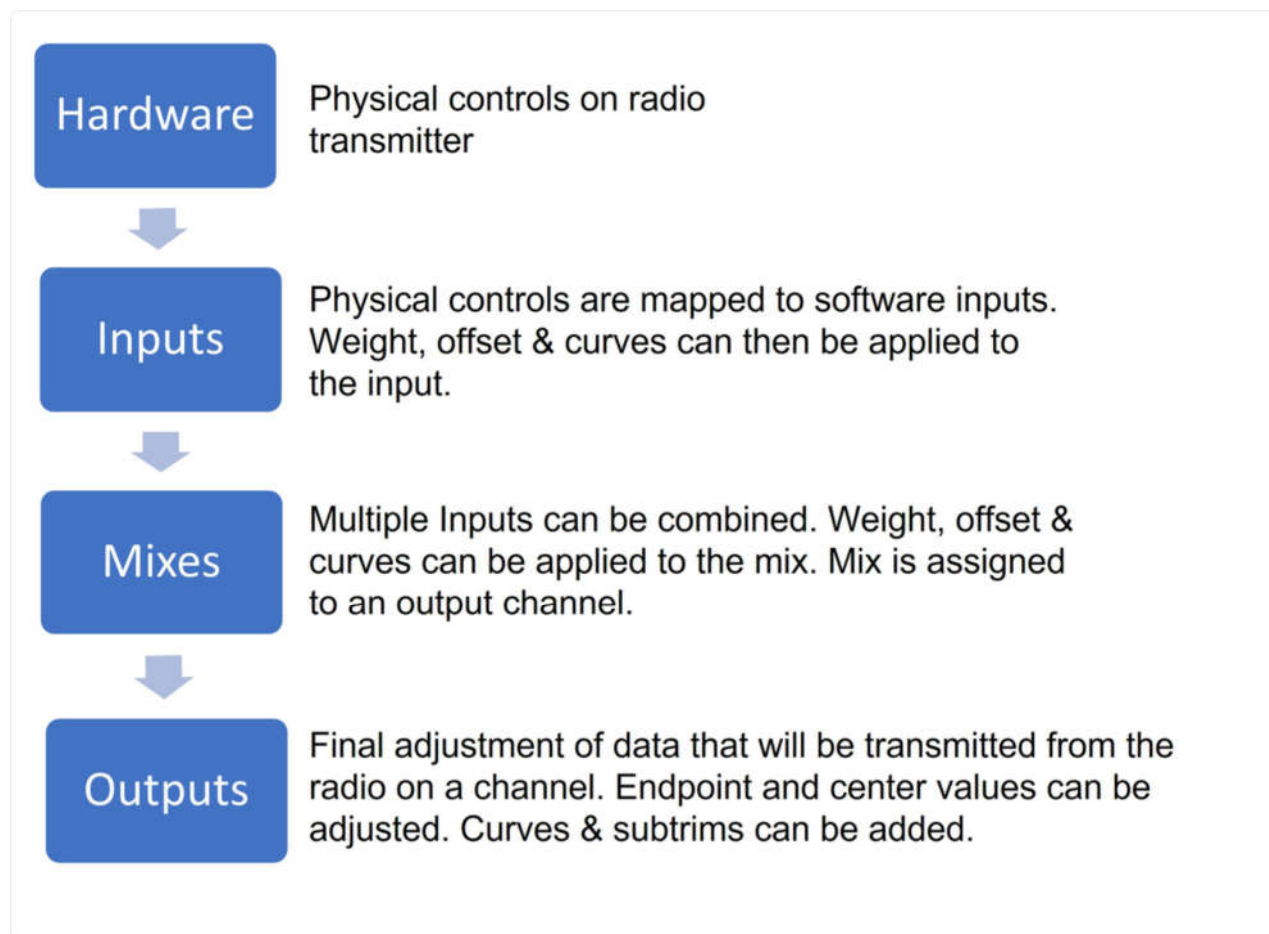 Hardware
Physical controls on radio
transmitter
Inputs
Physical controls are mapped to software inputs.
Weight, offset & curves can then be applied to
the input.
Mixes
Multiple Inputs can be combined. Weight, offset &
curves can be applied to the mix. Mix is assigned
to an output channel.
Outputs
Final adjustment of data that will be transmitted from the
radio on a channel. Endpoint and center values can be
adjusted. Curves & subtrims can be added.